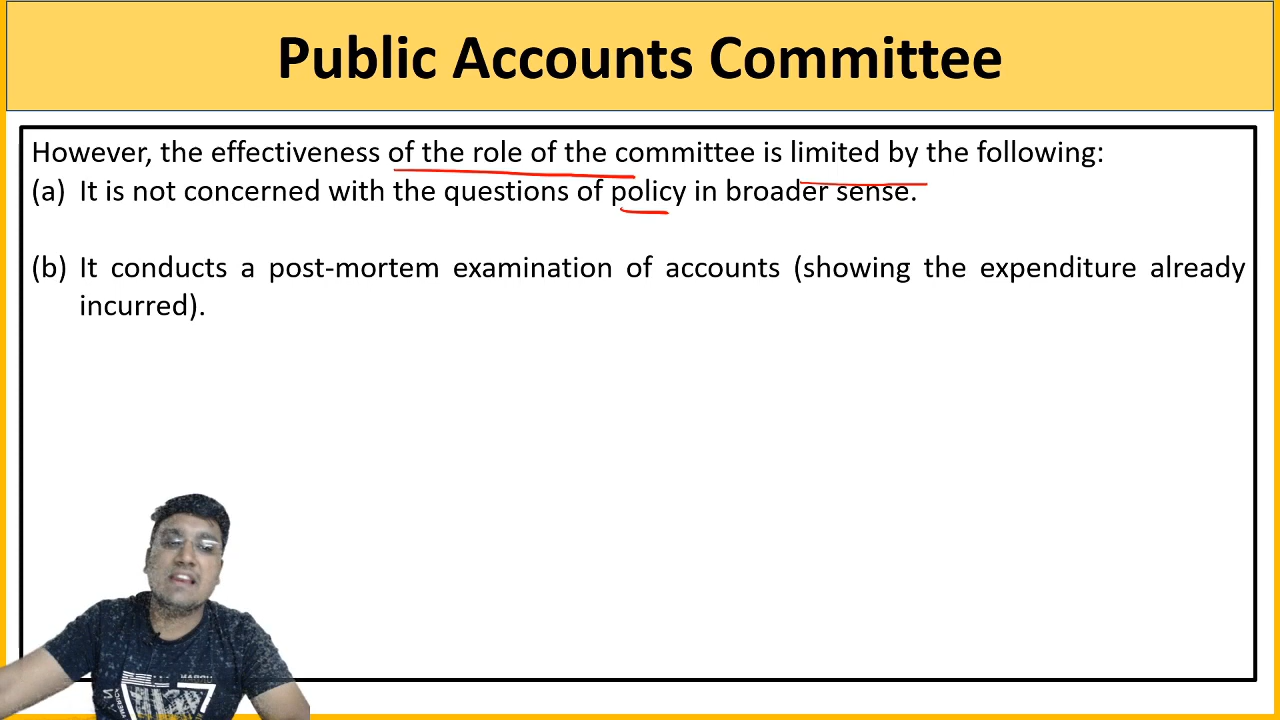 Public Accounts Committee
However, the effectiveness of the role of the committee is limited by the following:
(a) It is not concerned with the questions of policy in broader sense.
(b) It conducts a post-mortem examination of accounts (showing the expenditure already
incurred).